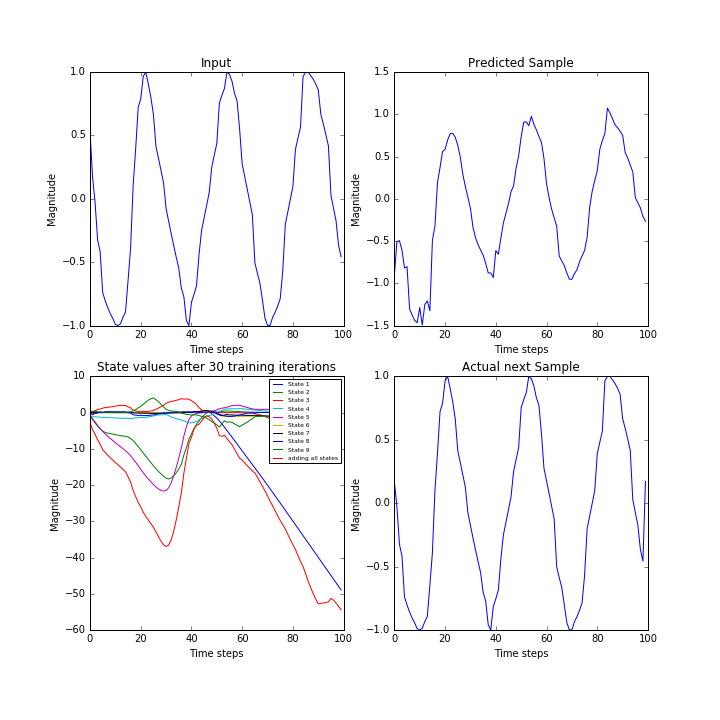 Input
Magnitude
1.0
0.5
0.0
−0.5
−1.0
0
20
40
60
80
100
Time steps
Predicted Sample
Magnitude
1.5
1.0
0.5
0.0
−0.5
−1.0
−1.5
0
20
40
60
80
100
Time steps
State values after 30 training iterations
Magnitude
10
0
−10
−20
−30
−40
−50
−60
0
20
40
60
80
100
Time steps
State 1
State 2
State 3
State 4
State 5
State 6
State 7
State 8
State 9
adding all states
Actual next Sample
Magnitude
1.0
0.5
0.0
−0.5
−1.0
0
20
40
60
80
100
Time steps